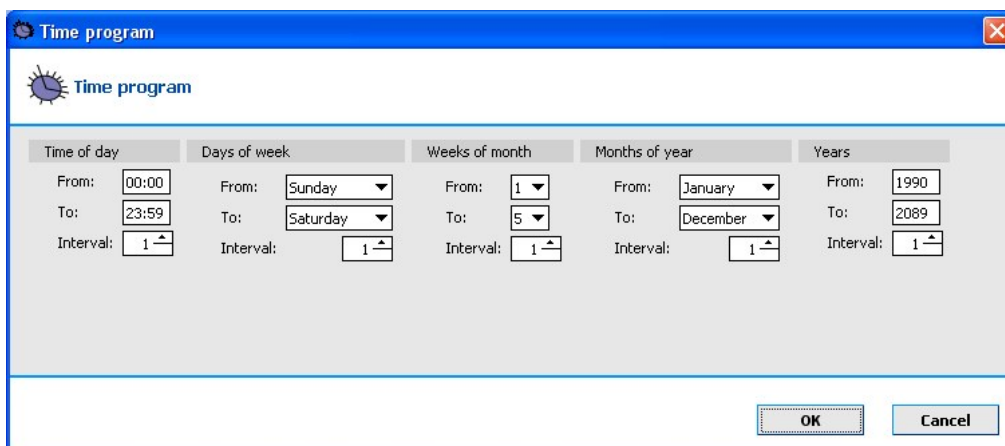 Time program
Time program
Time of day Days of week Weeks of month Months of year Years
From: 00:00 From: Sunday From: 1 From: January From: 1990
To: 23:59 To: Saturday To: 5 To: December To: 2089
Interval: 1 Interval: 1 Interval: 1 Interval: 1 Interval: 1
OK Cancel